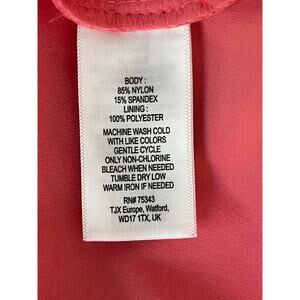 BODY :
85% NYLON
15% SPANDEX
LINING :
100% POLYESTER
MACHINE WASH COLD
WITH LIKE COLORS
GENTLE CYCLE
ONLY NON-CHLORINE
BLEACH WHEN NEEDED
TUMBLE DRY LOW
WARM IRON IF NEEDED
RN# 75343
TJX Europe, Watford,
WD17 1TX, UK